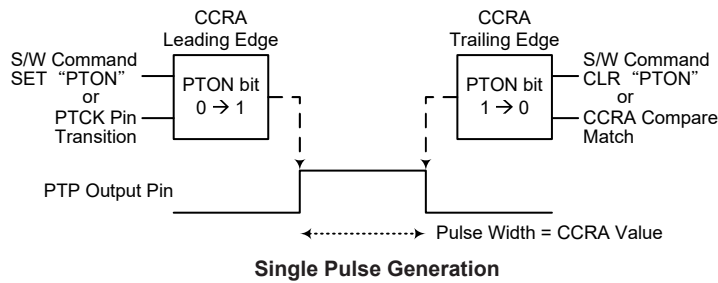 CCRA
Leading Edge
S/W Command
SET “PTON”
or
PTCK Pin
Transition
PTON bit
0 → 1
CCRA
Trailing Edge
PTON bit
1 → 0
S/W Command
CLR “PTON”
or
CCRA Compare
Match
PTP Output Pin
Pulse Width = CCRA Value
Single Pulse Generation